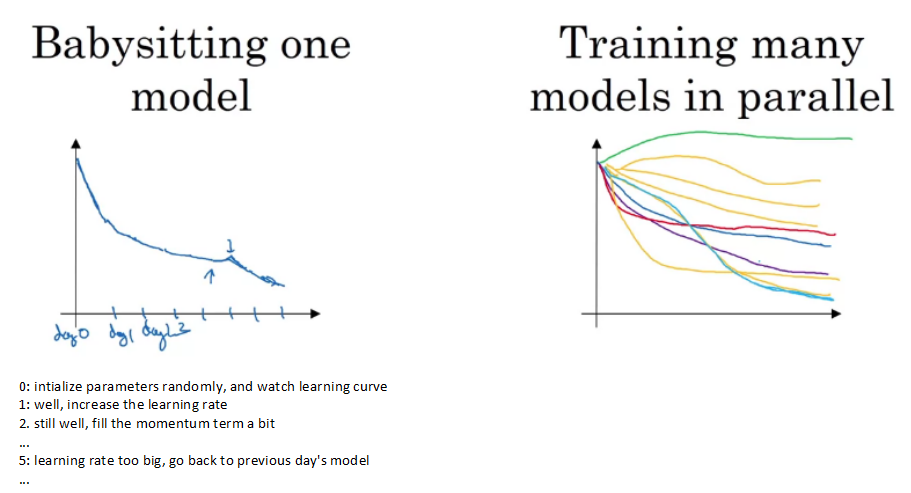 Babysitting one
model
Training many
models in parallel
day 0 day 1 day 2 3
0: intialize parameters randomly, and watch learning curve
1: well, increase the learning rate
2. still well, fill the momentum term a bit
...
5: learning rate too big, go back to previous day's model
...